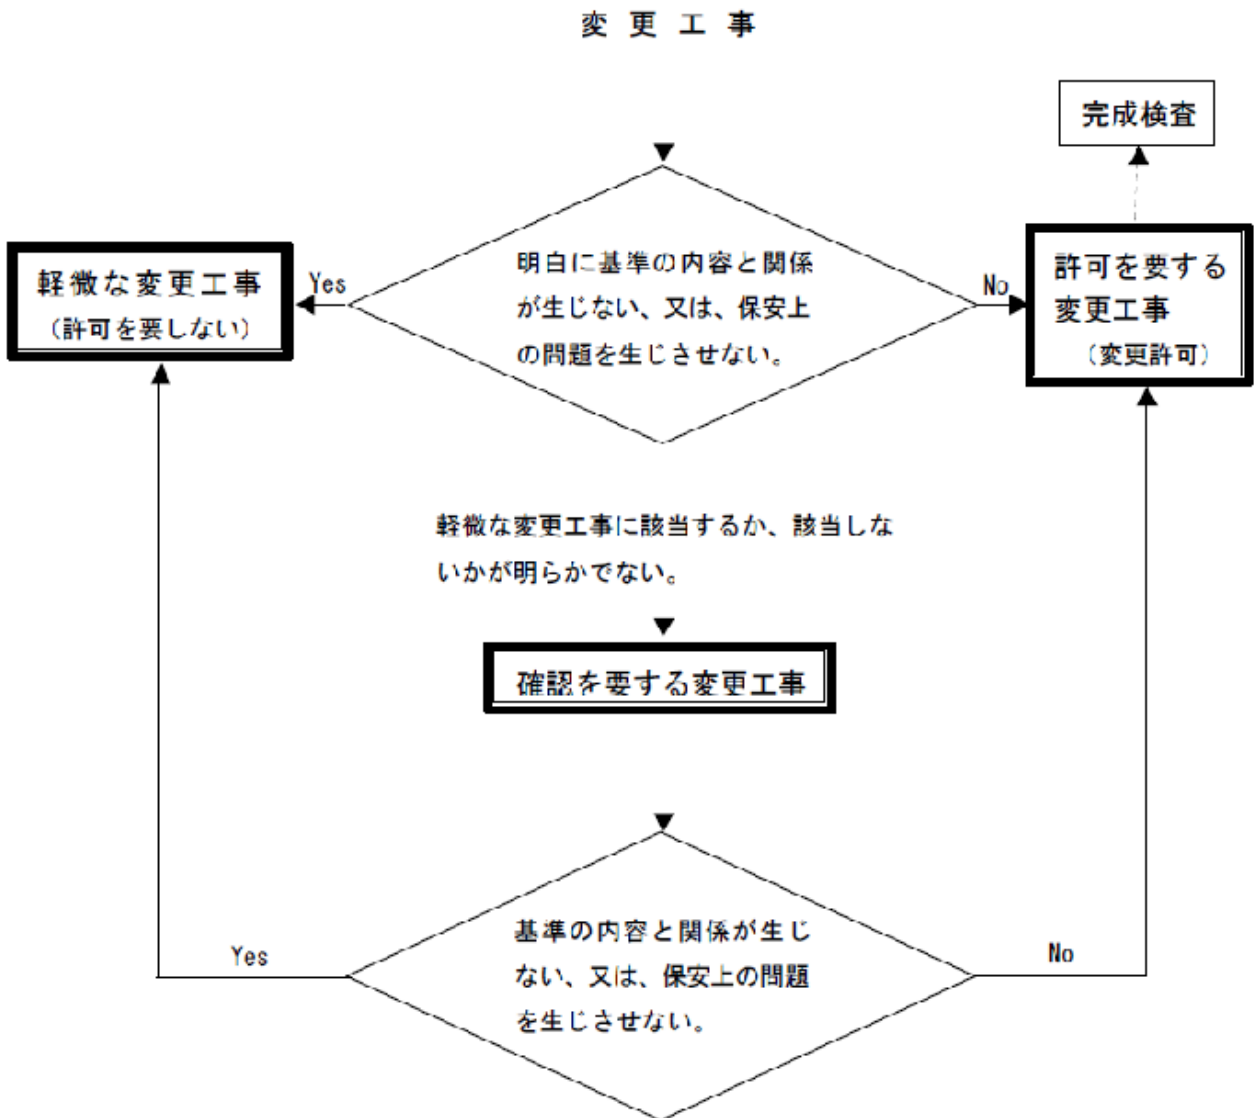 変更工事
完成検査
明白に基準の内容と関係
が生じない、又は、保安上
の問題を生じさせない。
Yes
軽微な変更工事
（許可を要しない）
No
許可を要する
変更工事
（変更許可）
軽微な変更工事に該当するか、該当しな
いかが明らかでない。
確認を要する変更工事
基準の内容と関係が生じ
ない、又は、保安上の問題
を生じさせない。
Yes
No